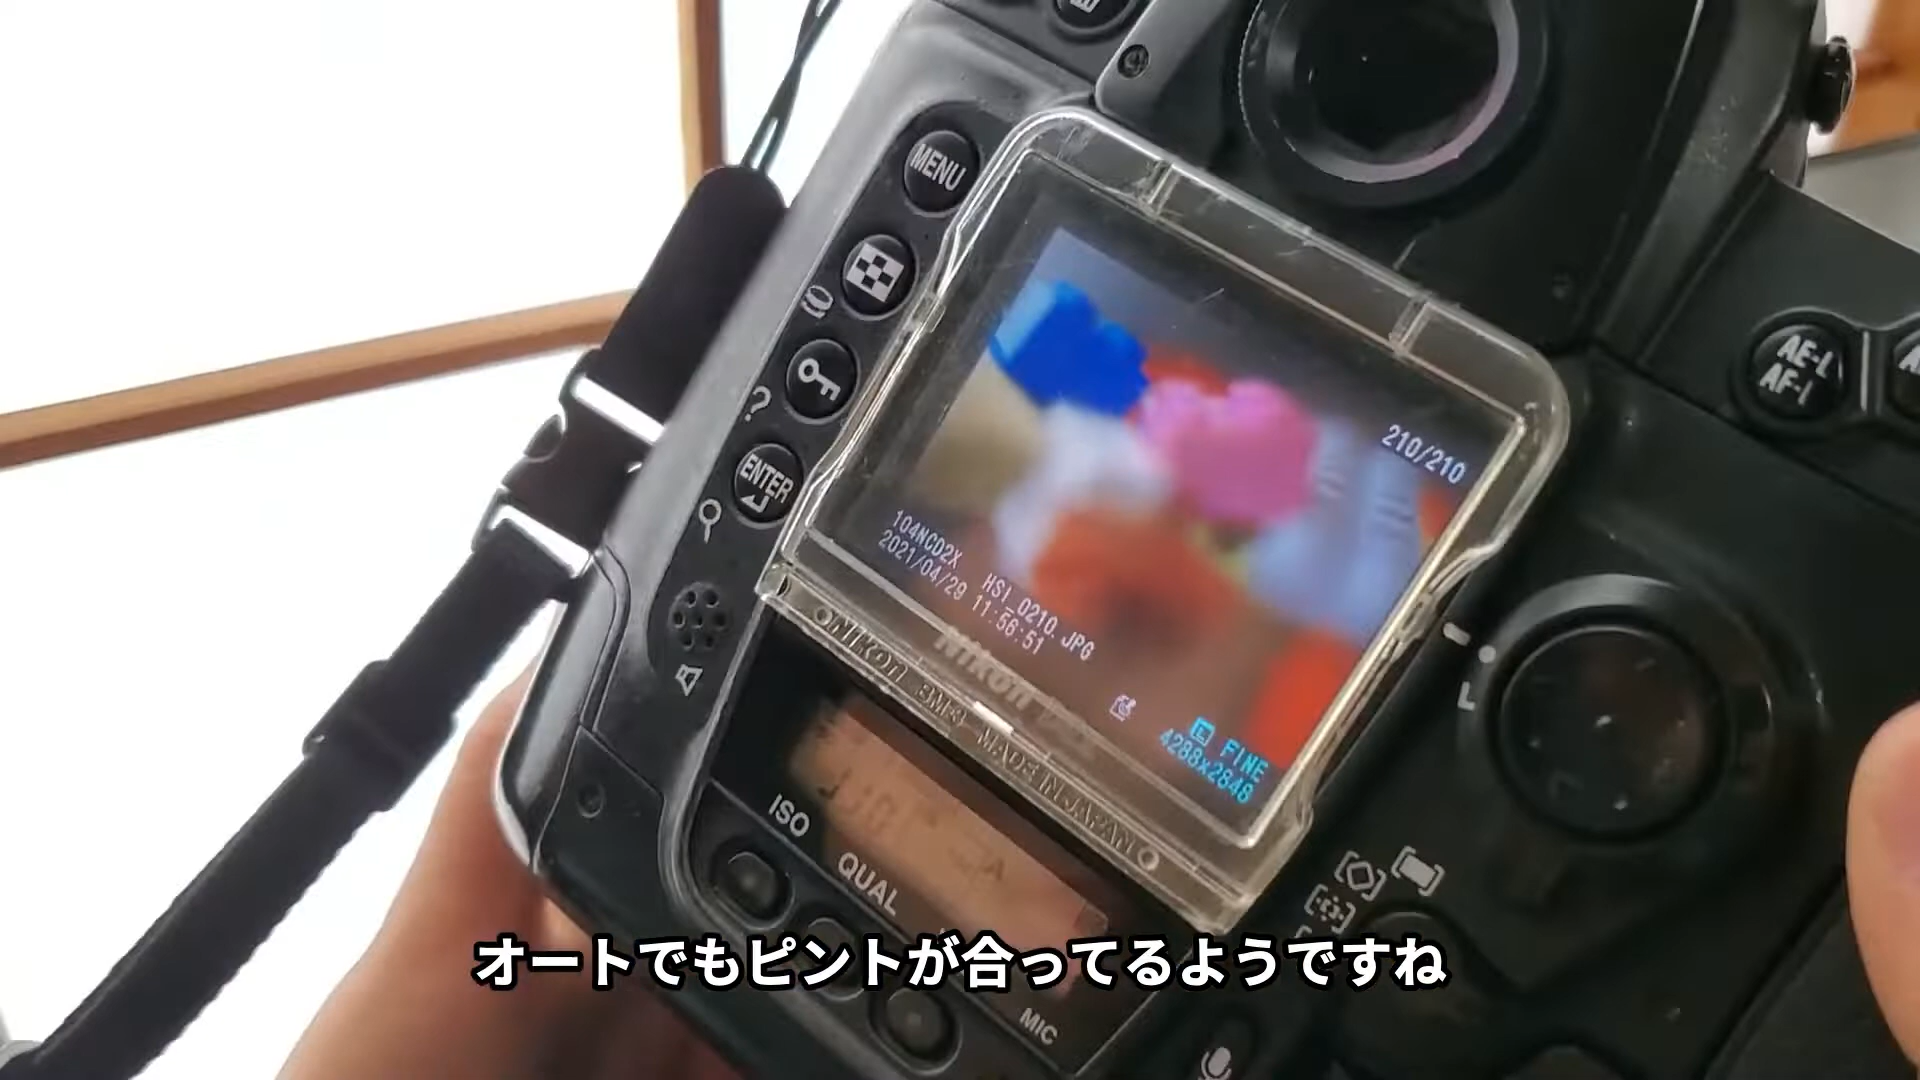 MENU
?
ENTER
AE-L
AF-L
210/210
104NCD2X HSI_0210.JPG
2021/04/29 11:56:51
FINE
4288x2848
Nikon
Nikon BM-3 MADE IN JAPAN
L
ISO
QUAL
MIC
オートでもピントが合ってるようですね